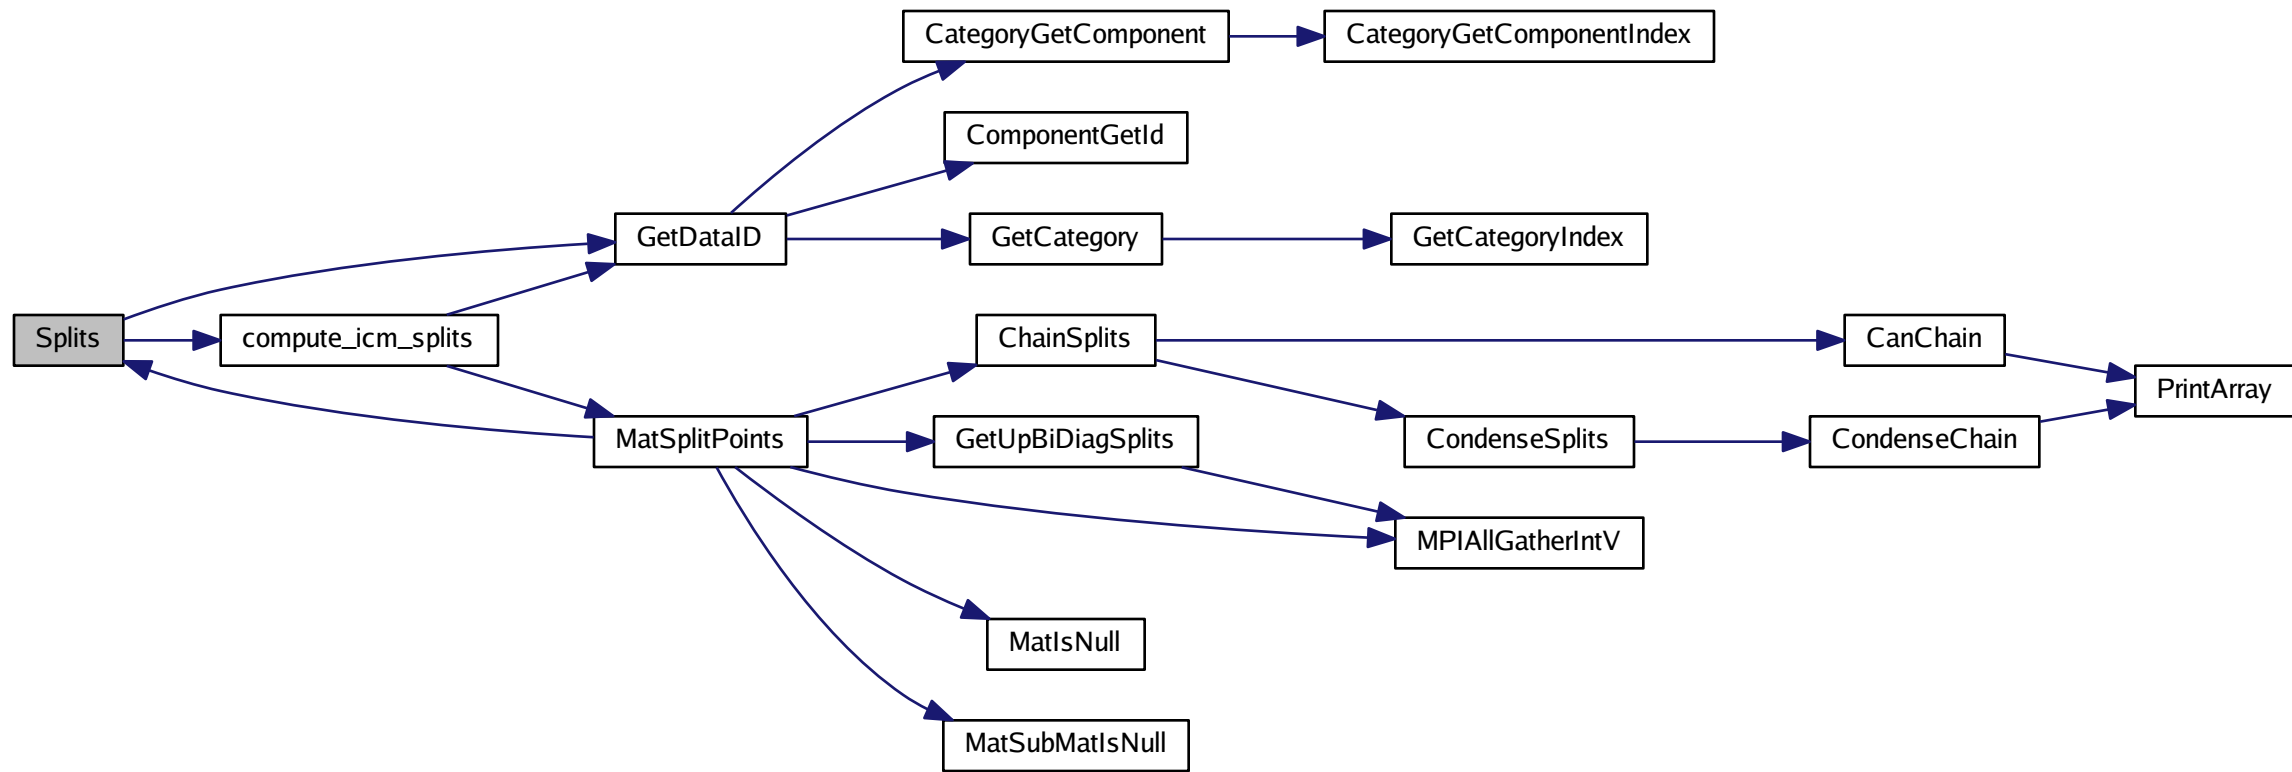 CategoryGetComponent
CategoryGetComponentIndex
ComponentGetId
GetDataID
GetCategory
GetCategoryIndex
Splits
compute_icm_splits
ChainSplits
CanChain
PrintArray
MatSplitPoints
GetUpBiDiagSplits
CondenseSplits
CondenseChain
MPIAllGatherIntV
MatIsNull
MatSubMatIsNull